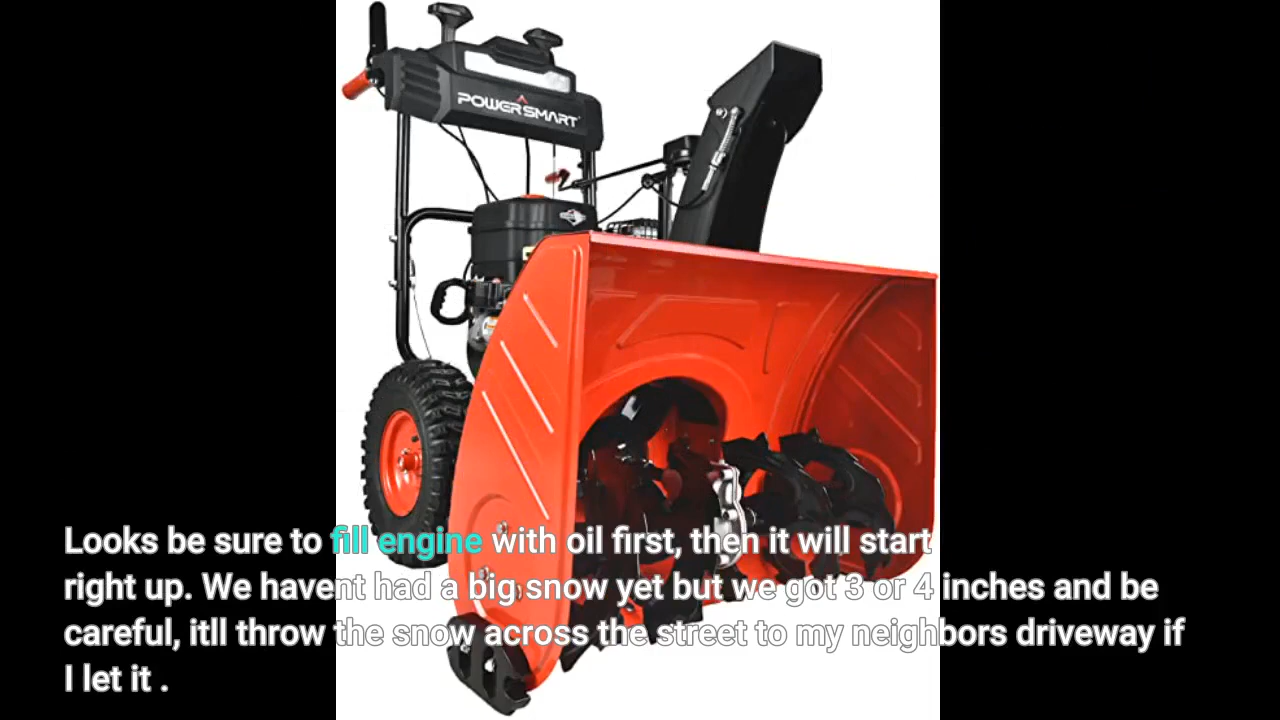 POWERSMART
Looks be sure to fill engine with oil first, then it will start
right up. We havent had a big snow yet but we got 3 or 4 inches and be
careful, itll throw the snow across the street to my neighbors driveway if
I let it .